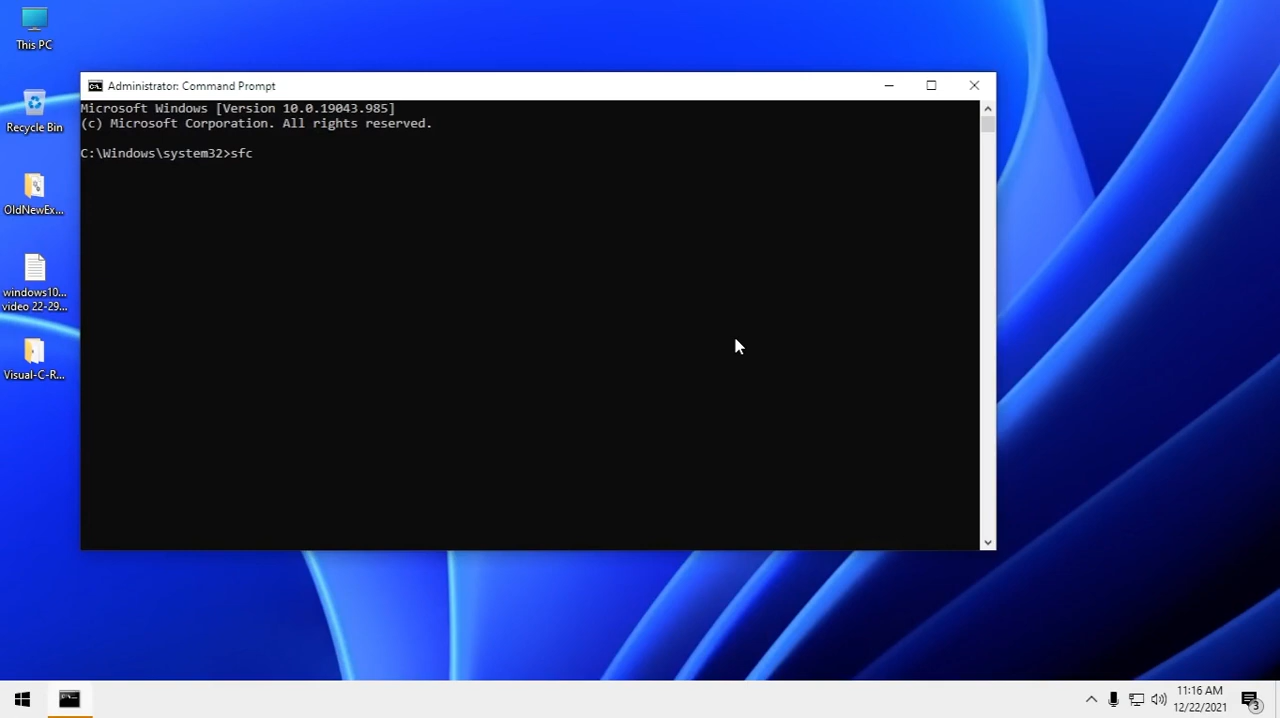 This PC
Recycle Bin
OldNewEx...
windows10...
video 22-29...
Visual-C-R...
Administrator: Command Prompt
Microsoft Windows [Version 10.0.19043.985]
(c) Microsoft Corporation. All rights reserved.
C:\Windows\system32>sfc
11:16 AM
12/22/2021
3